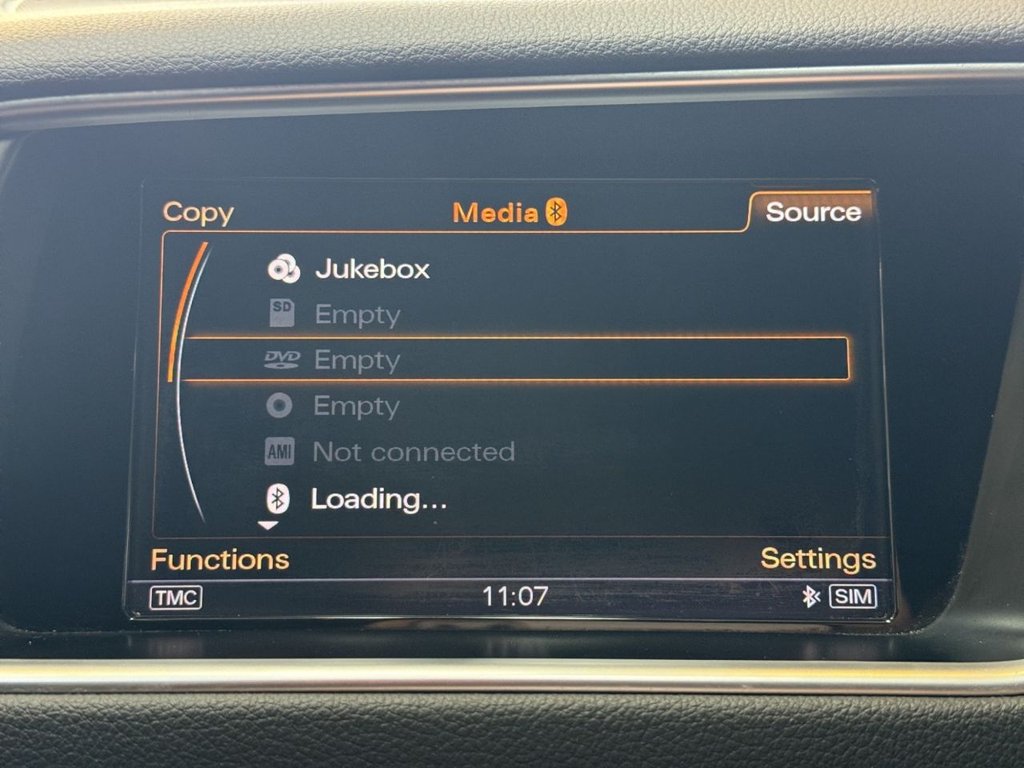 Copy Media Source
Jukebox
SD Empty
DVD Empty
Empty
AMI Not connected
Loading...
Functions Settings
TMC 11:07 SIM